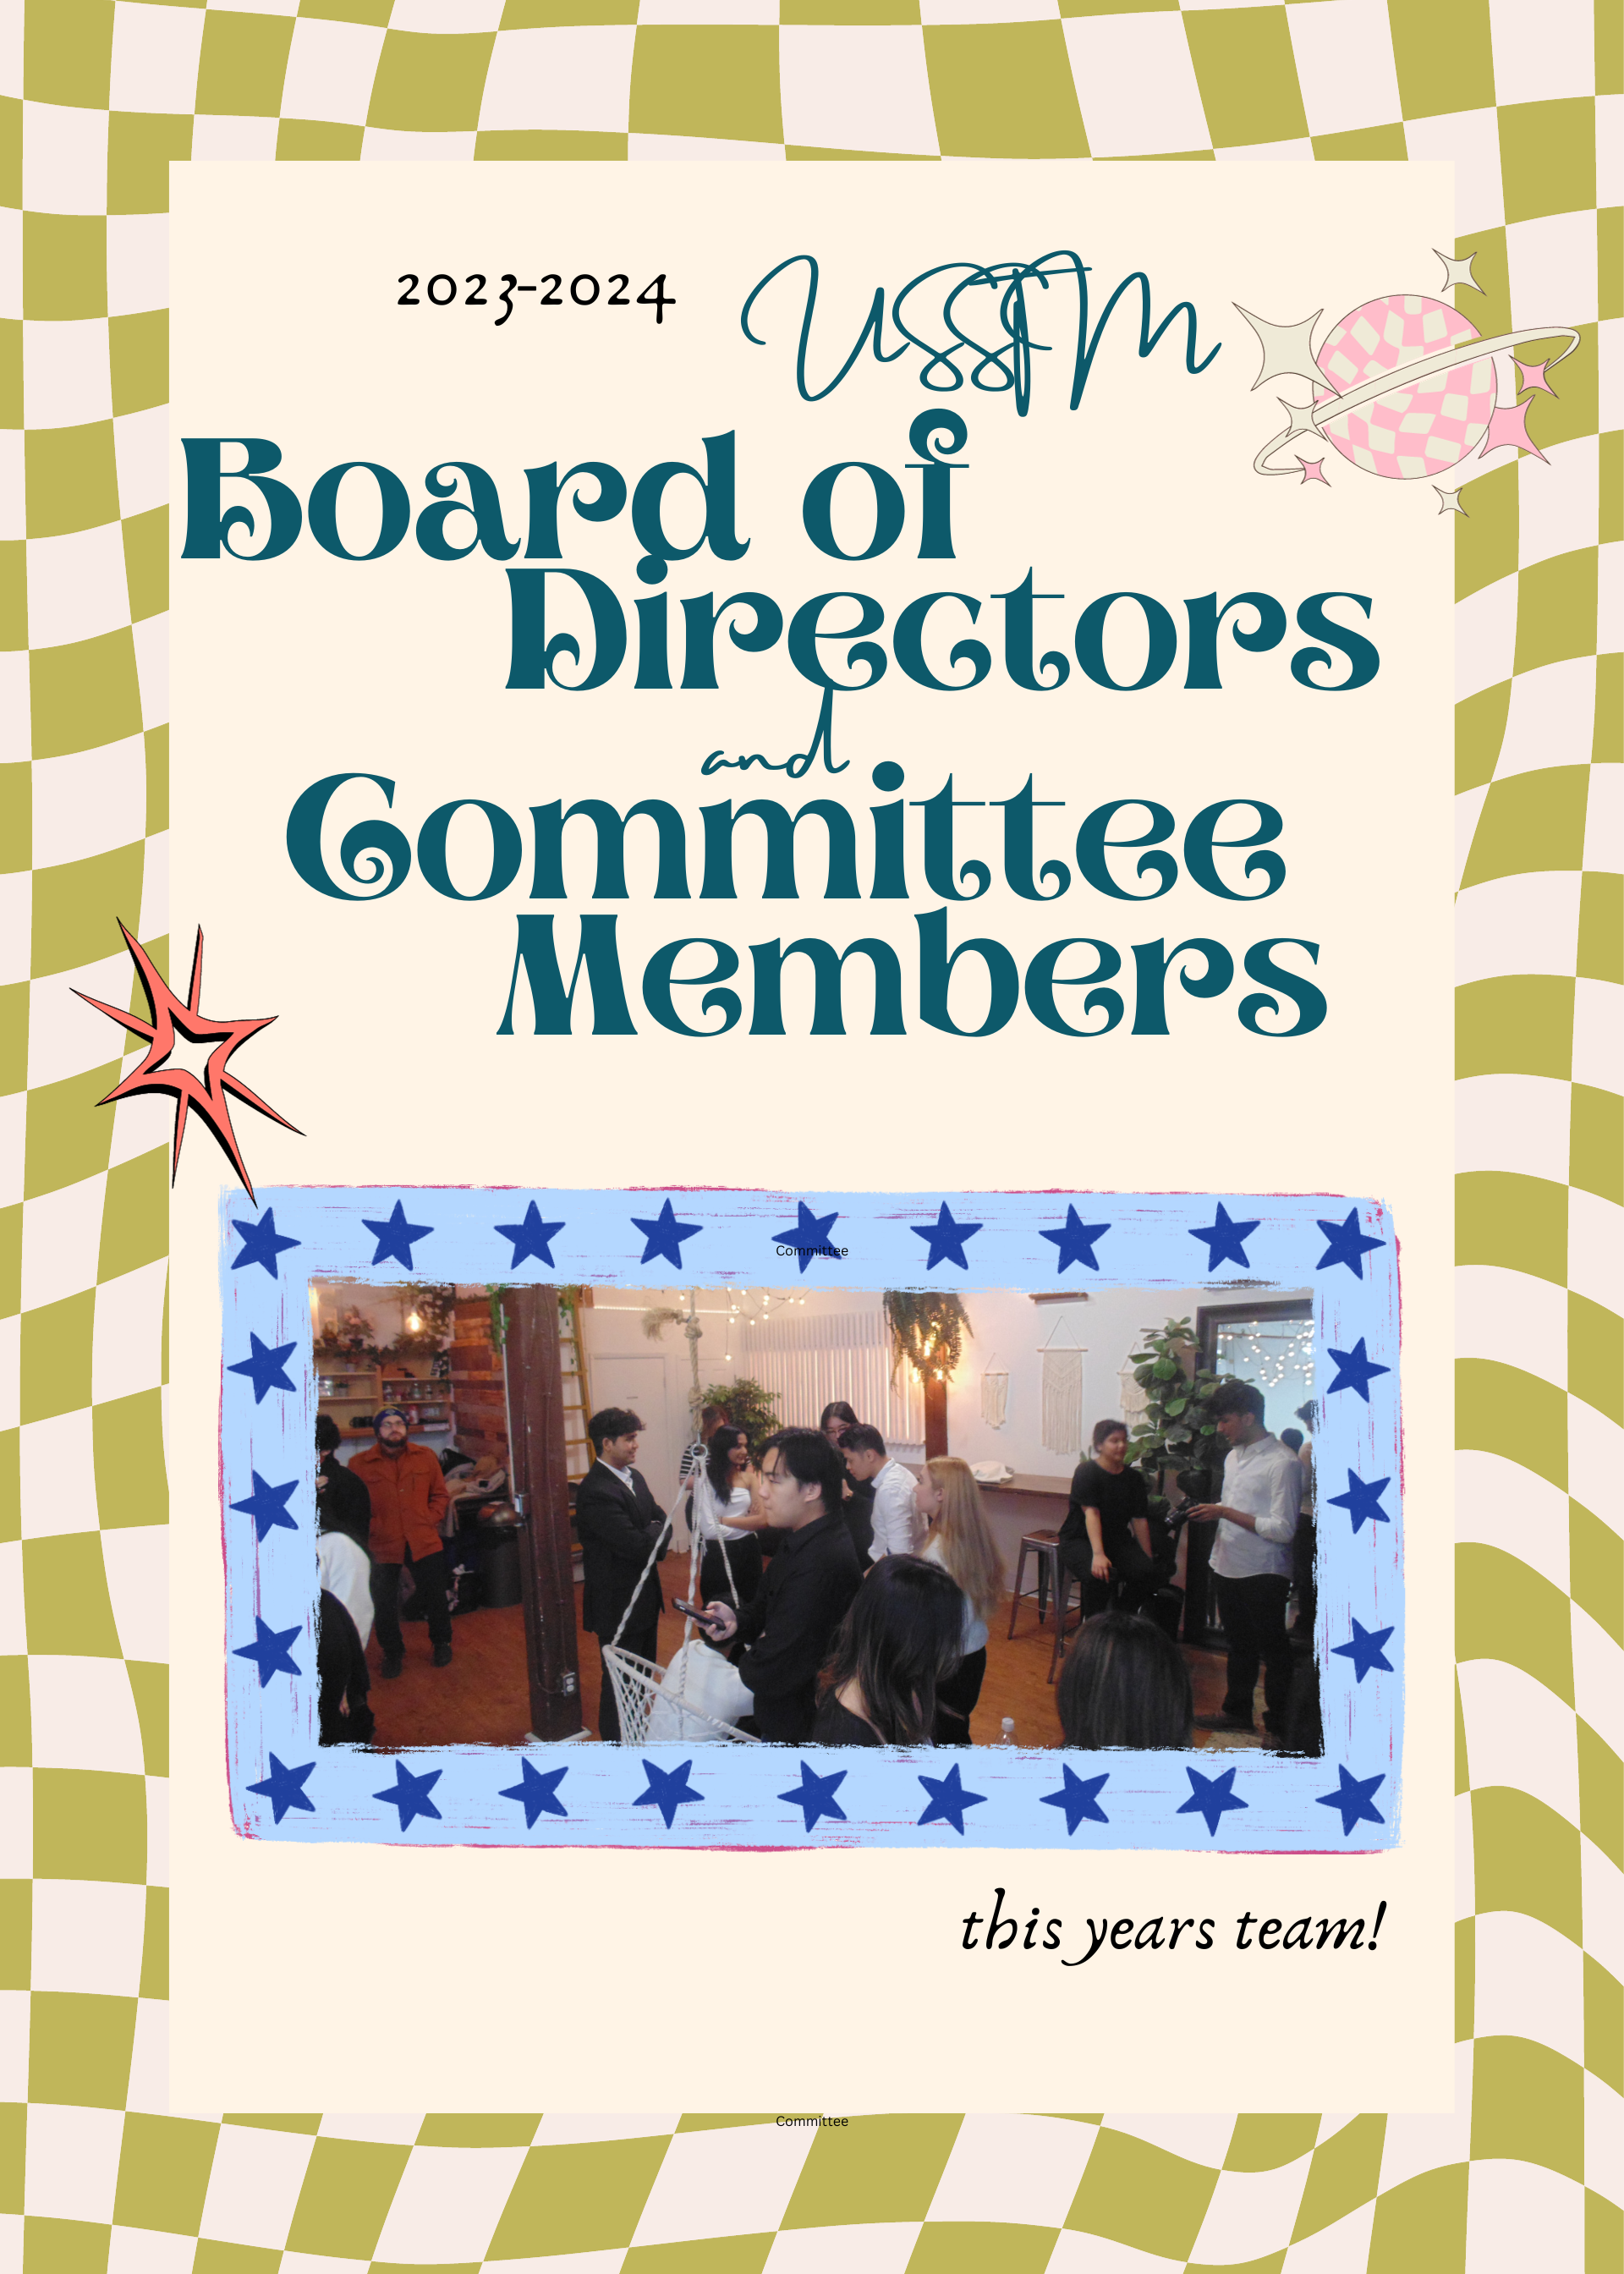 2023-2024 USSFM
Board of
Directors
and
Committee
Members
Committee
this years team!
Committee